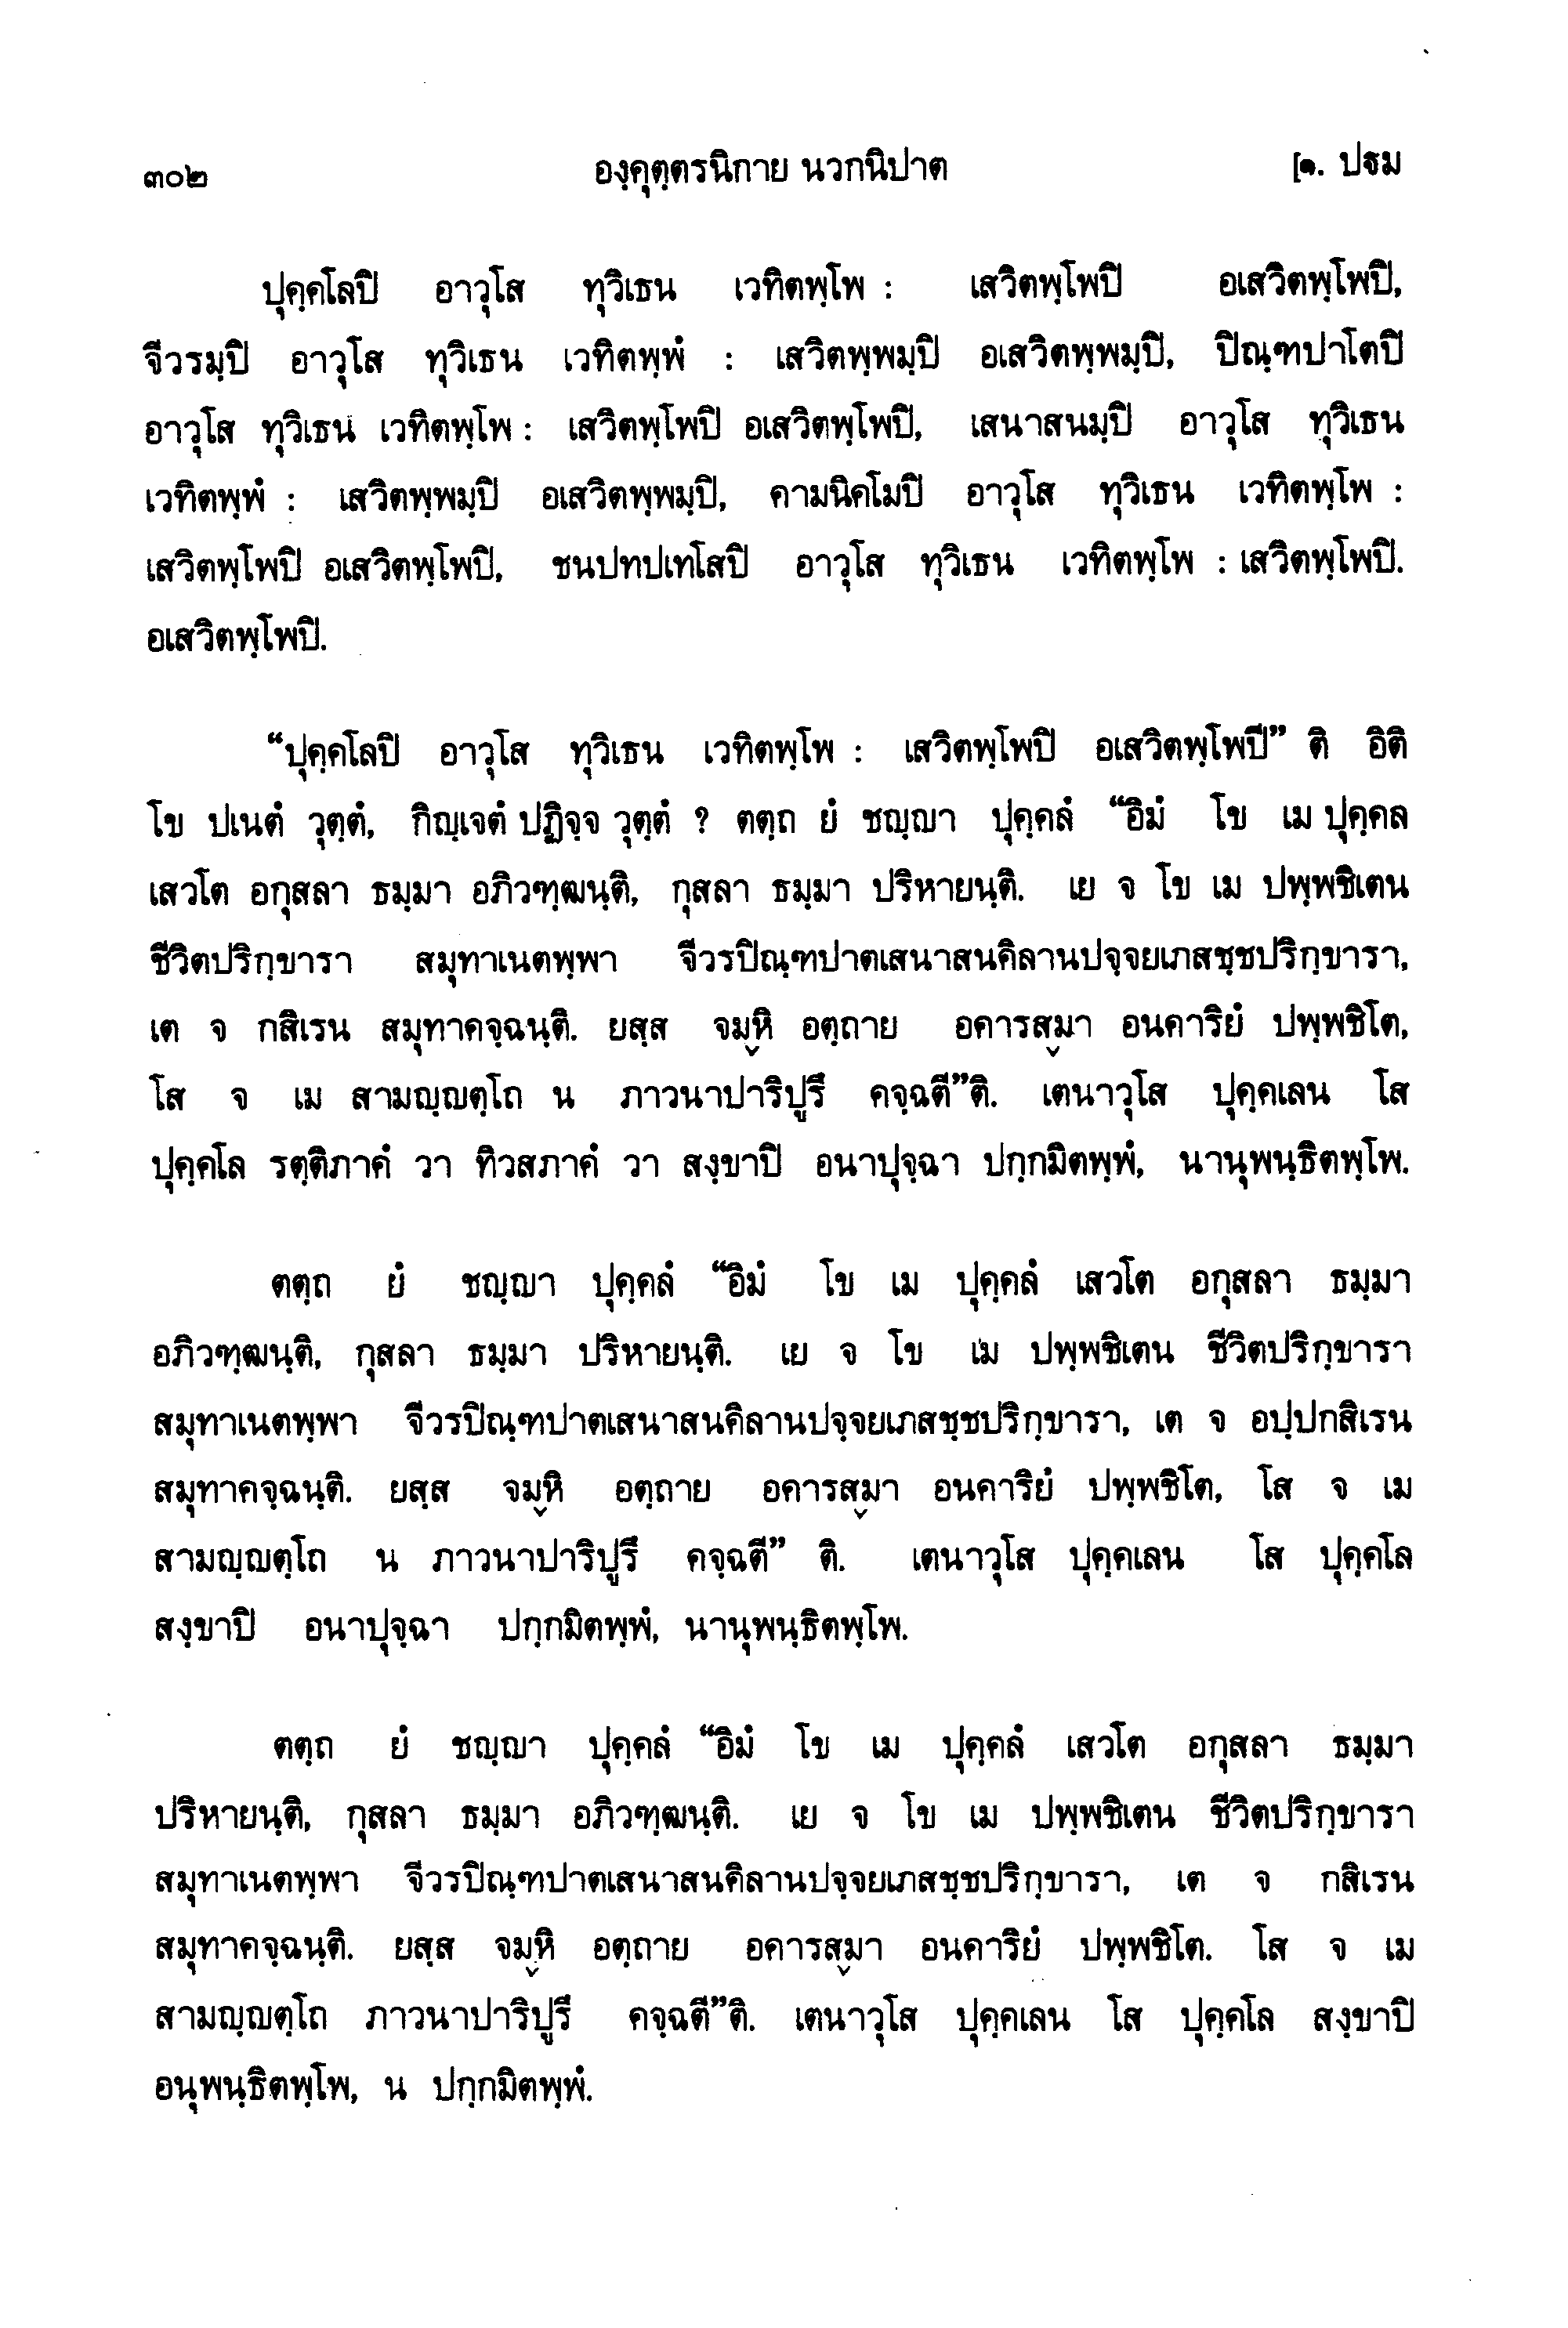 ๓๐๒ องฺคุตฺตรนิกาย นวกนิปาต [๑. ปฐม
ปุคฺคโลปิ อาวุโส ทุวิเธน เวทิตพฺโพ : เสวิตพฺโพปิ อเสวิตพฺโพปิ,
จีวรมฺปิ อาวุโส ทุวิเธน เวทิตพฺพํ : เสวิตพฺพมฺปิ อเสวิตพฺพมฺปิ, ปิณฺฑปาโตปิ
อาวุโส ทุวิเธน เวทิตพฺโพ : เสวิตพฺโพปิ อเสวิตพฺโพปิ, เสนาสนมฺปิ อาวุโส ทุวิเธน
เวทิตพฺพํ : เสวิตพฺพมฺปิ อเสวิตพฺพมฺปิ, คามนิคโมปิ อาวุโส ทุวิเธน เวทิตพฺโพ :
เสวิตพฺโพปิ อเสวิตพฺโพปิ, ชนปทปเทโสปิ อาวุโส ทุวิเธน เวทิตพฺโพ : เสวิตพฺโพปิ.
อเสวิตพฺโพปิ.
“ปุคฺคโลปิ อาวุโส ทุวิเธน เวทิตพฺโพ : เสวิตพฺโพปิ อเสวิตพฺโพปี” ติ อิติ
โข ปเนตํ วุตฺตํ, กิญฺเจตํ ปฏิจฺจ วุตฺตํ ? ตตฺถ ยํ ชญฺญา ปุคฺคลํ “อิมํ โข เม ปุคฺคล
เสวโต อกุสลา ธมฺมา อภิวฑฺฒนฺติ, กุสลา ธมฺมา ปริหายนฺติ. เย จ โข เม ปพฺพชิเตน
ชีวิตปริกฺขารา สมุทาเนตพฺพา จีวรปิณฺฑปาตเสนาสนคิลานปจฺจยเภสชฺชปริกฺขารา,
เต จ กสิเรน สมุทาคจฺฉนฺติ. ยสฺส จมฺหิ อตฺถาย อคารสฺมา อนคาริยํ ปพฺพชิโต,
โส จ เม สามญฺญตฺโถ น ภาวนาปาริปูรึ คจฺฉตี”ติ. เตนาวุโส ปุคฺคเลน โส
ปุคฺคโล รตฺติภาคํ วา ทิวสภาคํ วา สงฺขาปิ อนาปุจฺฉา ปกฺกมิตพฺพํ, นานุพนฺธิตพฺโพ.
ตตฺถ ยํ ชญฺญา ปุคฺคลํ “อิมํ โข เม ปุคฺคลํ เสวโต อกุสลา ธมฺมา
อภิวฑฺฒนฺติ, กุสลา ธมฺมา ปริหายนฺติ. เย จ โข เม ปพฺพชิเตน ชีวิตปริกฺขารา
สมุทาเนตพฺพา จีวรปิณฺฑปาตเสนาสนคิลานปจฺจยเภสชฺชปริกฺขารา, เต จ อปฺปกสิเรน
สมุทาคจฺฉนฺติ. ยสฺส จมฺหิ อตฺถาย อคารสฺมา อนคาริยํ ปพฺพชิโต, โส จ เม
สามญฺญตฺโถ น ภาวนาปาริปูรึ คจฺฉตี” ติ. เตนาวุโส ปุคฺคเลน โส ปุคฺคโล
สงฺขาปิ อนาปุจฺฉา ปกฺกมิตพฺพํ, นานุพนฺธิตพฺโพ.
ตตฺถ ยํ ชญฺญา ปุคฺคลํ “อิมํ โข เม ปุคฺคลํ เสวโต อกุสลา ธมฺมา
ปริหายนฺติ, กุสลา ธมฺมา อภิวฑฺฒนฺติ. เย จ โข เม ปพฺพชิเตน ชีวิตปริกฺขารา
สมุทาเนตพฺพา จีวรปิณฺฑปาตเสนาสนคิลานปจฺจยเภสชฺชปริกฺขารา, เต จ กสิเรน
สมุทาคจฺฉนฺติ. ยสฺส จมฺหิ อตฺถาย อคารสฺมา อนคาริยํ ปพฺพชิโต. โส จ เม
สามญฺญตฺโถ ภาวนาปาริปูรึ คจฺฉตี”ติ. เตนาวุโส ปุคฺคเลน โส ปุคฺคโล สงฺขาปิ
อนุพนฺธิตพฺโพ, น ปกฺกมิตพฺพํ.